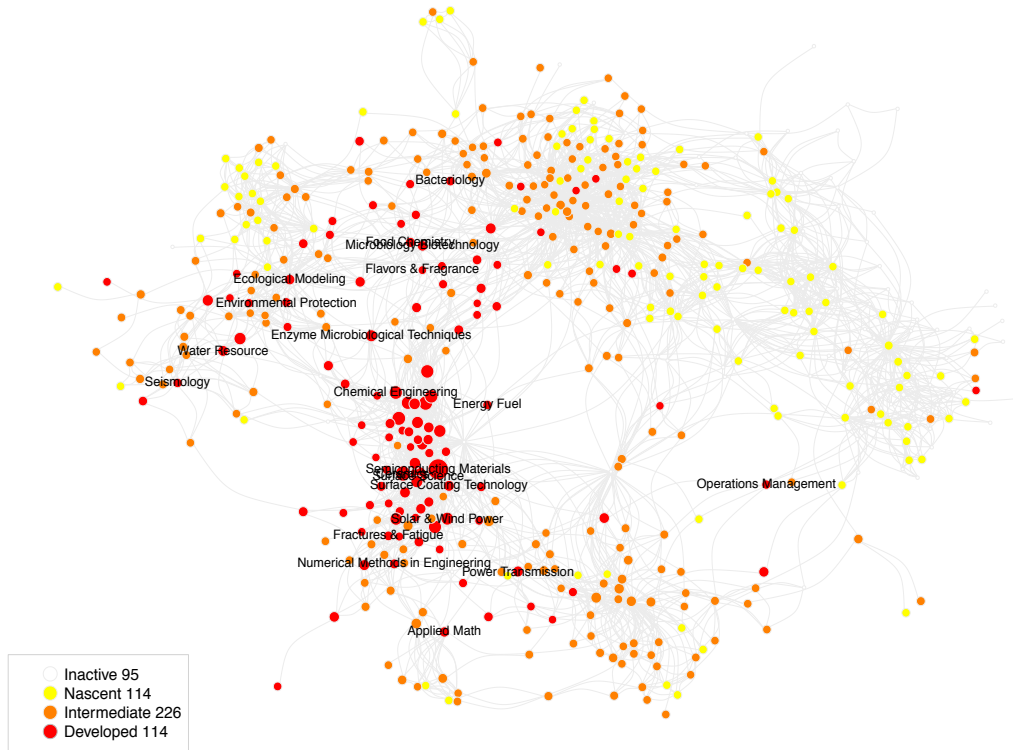 Bacteriology
Food Chemistry
Microbiology Biotechnology
Flavors & Fragrance
Ecological Modeling
Environmental Protection
Enzyme Microbiological Techniques
Water Resource
Seismology
Chemical Engineering
Energy Fuel
Semiconducting Materials
Surface Science
Surface Coating Technology
Operations Management
Solar & Wind Power
Fractures & Fatigue
Numerical Methods in Engineering
Power Transmission
Applied Math
Inactive 95
Nascent 114
Intermediate 226
Developed 114